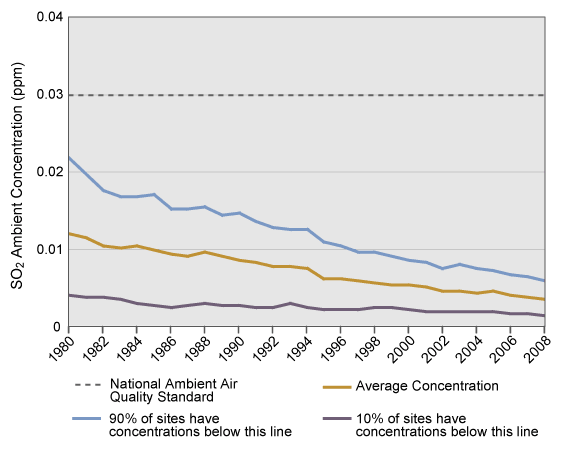 SO2 Ambient Concentration (ppm)
0.04
0.03
0.02
0.01
0
1980
1982
1984
1986
1988
1990
1992
1994
1996
1998
2000
2002
2004
2006
2008
National Ambient Air
Quality Standard
Average Concentration
90% of sites have
concentrations below this line
10% of sites have
concentrations below this line